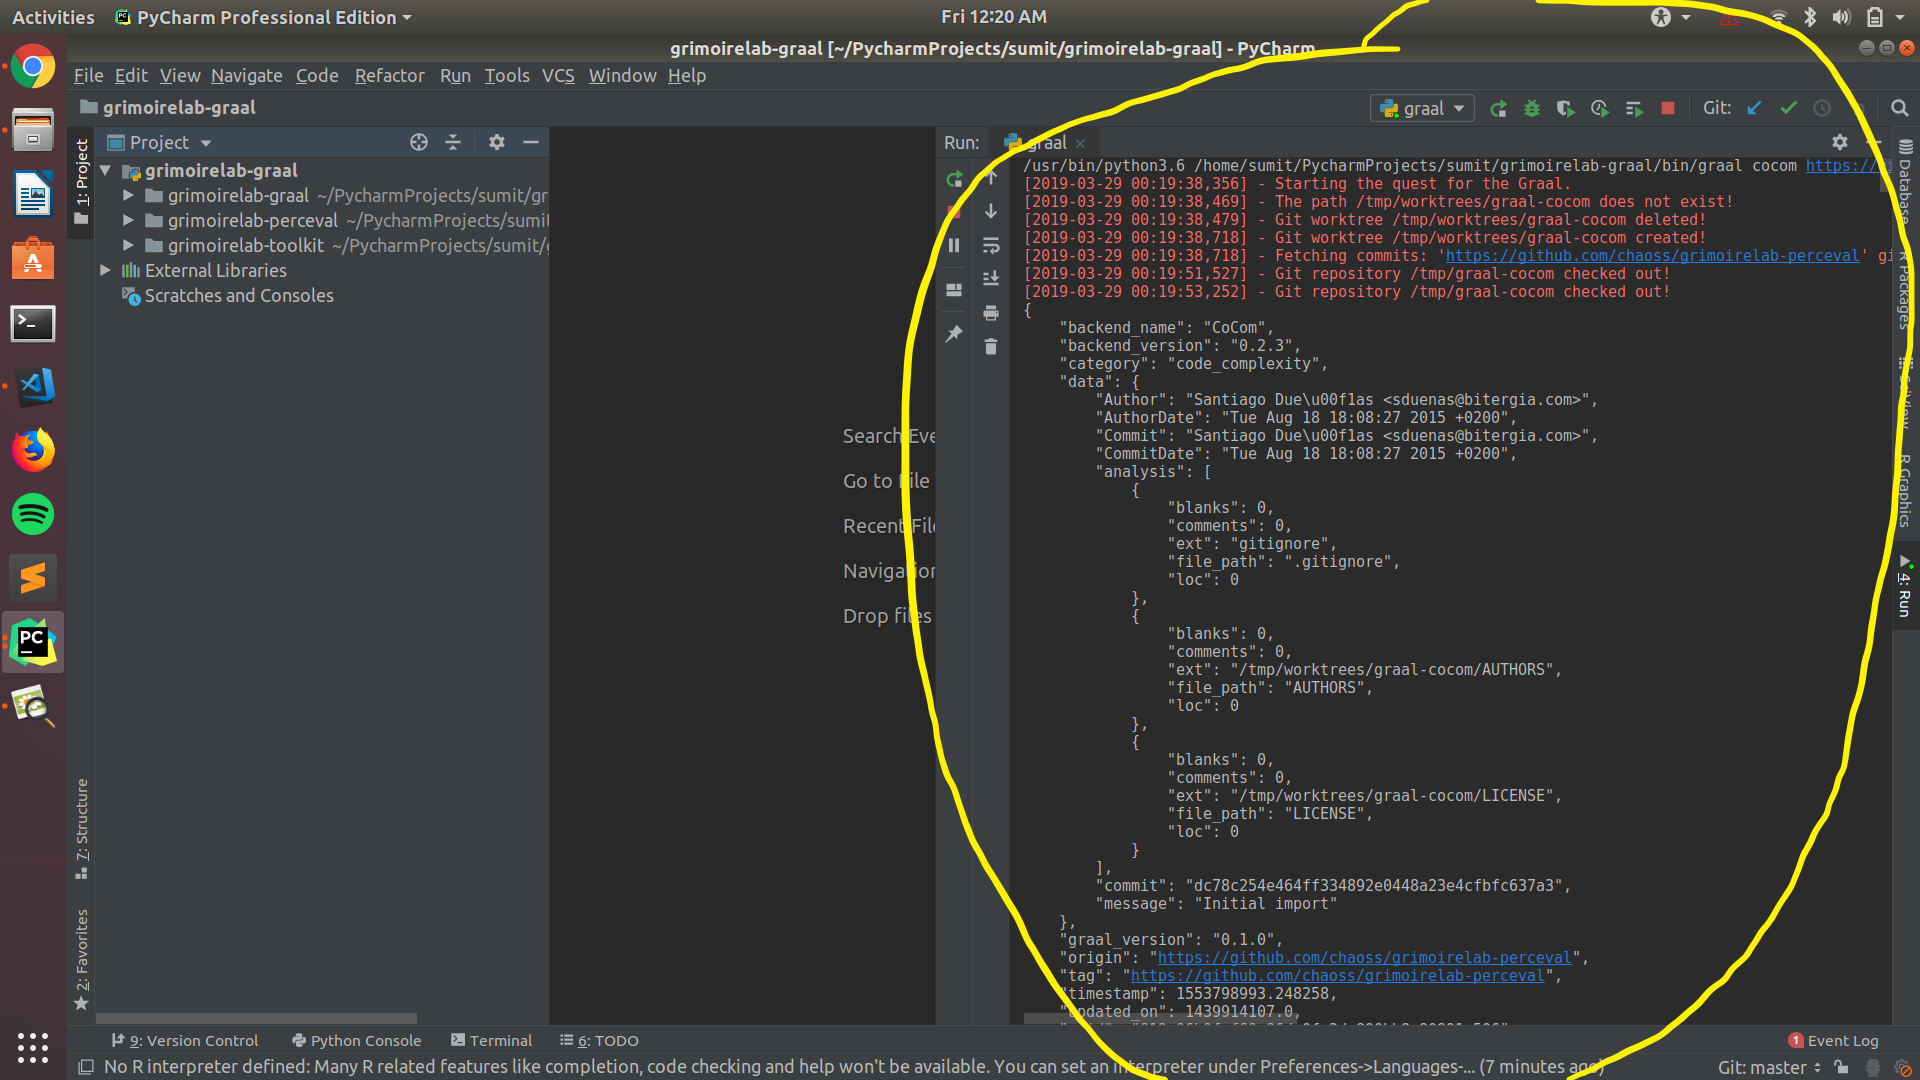 Activities PyCharm Professional Edition Fri 12:20 AM
grimoirelab-graal [~/PycharmProjects/sumit/grimoirelab-graal] - PyCharm
File Edit View Navigate Code Refactor Run Tools VCS Window Help
grimoirelab-graal graal Git:
1: Project
Project
grimoirelab-graal
grimoirelab-graal ~/PycharmProjects/sumit/gr
grimoirelab-perceval ~/PycharmProjects/sumit
grimoirelab-toolkit ~/PycharmProjects/sumit/g
External Libraries
Scratches and Consoles
Search Eve
Go to File
Recent File
Navigation
Drop files
Run: graal
/usr/bin/python3.6 /home/sumit/PycharmProjects/sumit/grimoirelab-graal/bin/graal cocom https://g
[2019-03-29 00:19:38,356] - Starting the quest for the Graal.
[2019-03-29 00:19:38,469] - The path /tmp/worktrees/graal-cocom does not exist!
[2019-03-29 00:19:38,479] - Git worktree /tmp/worktrees/graal-cocom deleted!
[2019-03-29 00:19:38,718] - Git worktree /tmp/worktrees/graal-cocom created!
[2019-03-29 00:19:38,718] - Fetching commits: 'https://github.com/chaoss/grimoirelab-perceval' gi
[2019-03-29 00:19:51,527] - Git repository /tmp/graal-cocom checked out!
[2019-03-29 00:19:53,252] - Git repository /tmp/graal-cocom checked out!
{
"backend_name": "CoCom",
"backend_version": "0.2.3",
"category": "code_complexity",
"data": {
"Author": "Santiago Due\u00f1as <sduenas@bitergia.com>",
"AuthorDate": "Tue Aug 18 18:08:27 2015 +0200",
"Commit": "Santiago Due\u00f1as <sduenas@bitergia.com>",
"CommitDate": "Tue Aug 18 18:08:27 2015 +0200",
"analysis": [
{
"blanks": 0,
"comments": 0,
"ext": "gitignore",
"file_path": ".gitignore",
"loc": 0
},
{
"blanks": 0,
"comments": 0,
"ext": "/tmp/worktrees/graal-cocom/AUTHORS",
"file_path": "AUTHORS",
"loc": 0
},
{
"blanks": 0,
"comments": 0,
"ext": "/tmp/worktrees/graal-cocom/LICENSE",
"file_path": "LICENSE",
"loc": 0
}
],
"commit": "dc78c254e464ff334892e0448a23e4cfbfc637a3",
"message": "Initial import"
},
"graal_version": "0.1.0",
"origin": "https://github.com/chaoss/grimoirelab-perceval",
"tag": "https://github.com/chaoss/grimoirelab-perceval",
"timestamp": 1553798993.248258,
"updated_on": 1439914107.0,
Database
R Packages
SciView
R Graphics
4: Run
7: Structure
2: Favorites
PC
9: Version Control Python Console Terminal 6: TODO 1 Event Log
No R interpreter defined: Many R related features like completion, code checking and help won't be available. You can set an interpreter under Preferences->Languages-... (7 minutes ago) Git: master